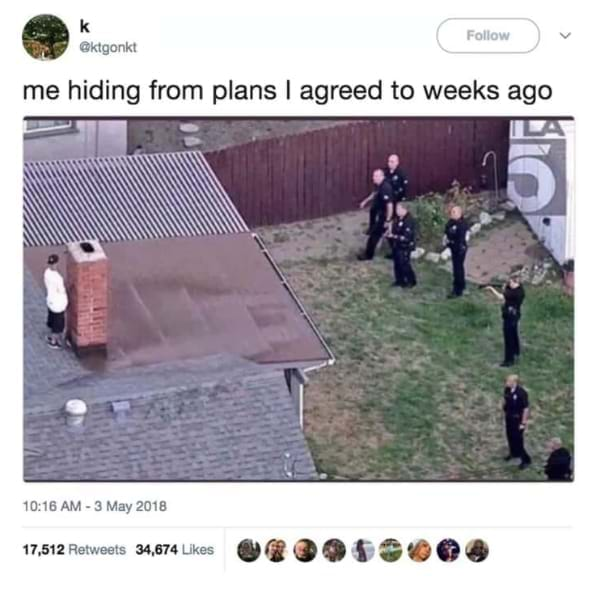 k
@ktgonkt
Follow
me hiding from plans I agreed to weeks ago
LA
5
10:16 AM - 3 May 2018
17,512 Retweets 34,674 Likes